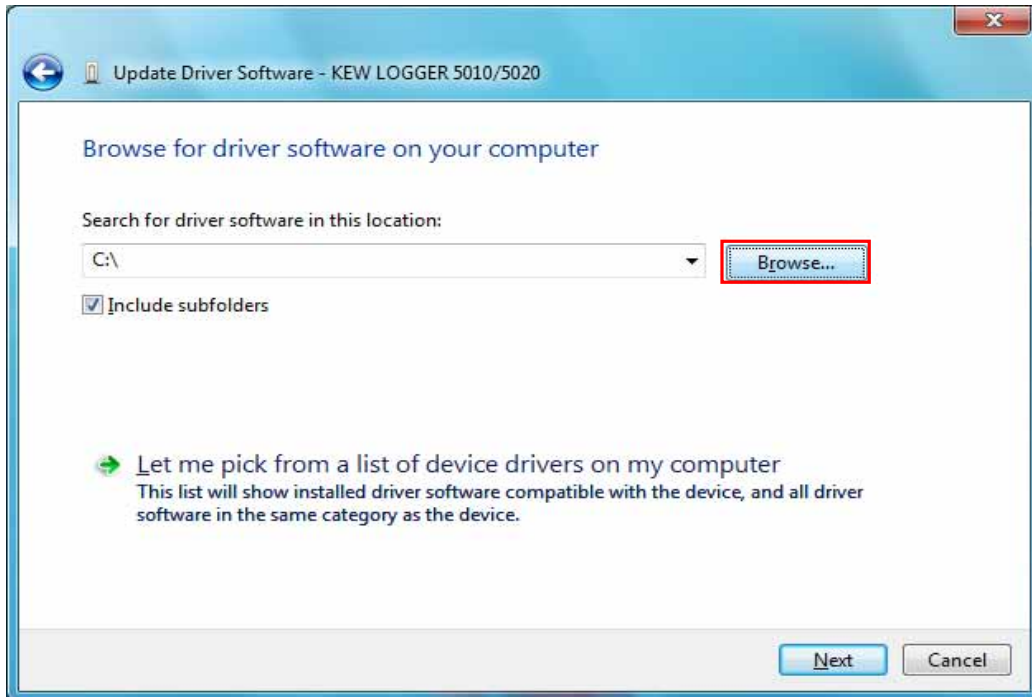 Update Driver Software - KEW LOGGER 5010/5020
Browse for driver software on your computer
Search for driver software in this location:
C:\
Browse...
Include subfolders
Let me pick from a list of device drivers on my computer
This list will show installed driver software compatible with the device, and all driver
software in the same category as the device.
Next
Cancel